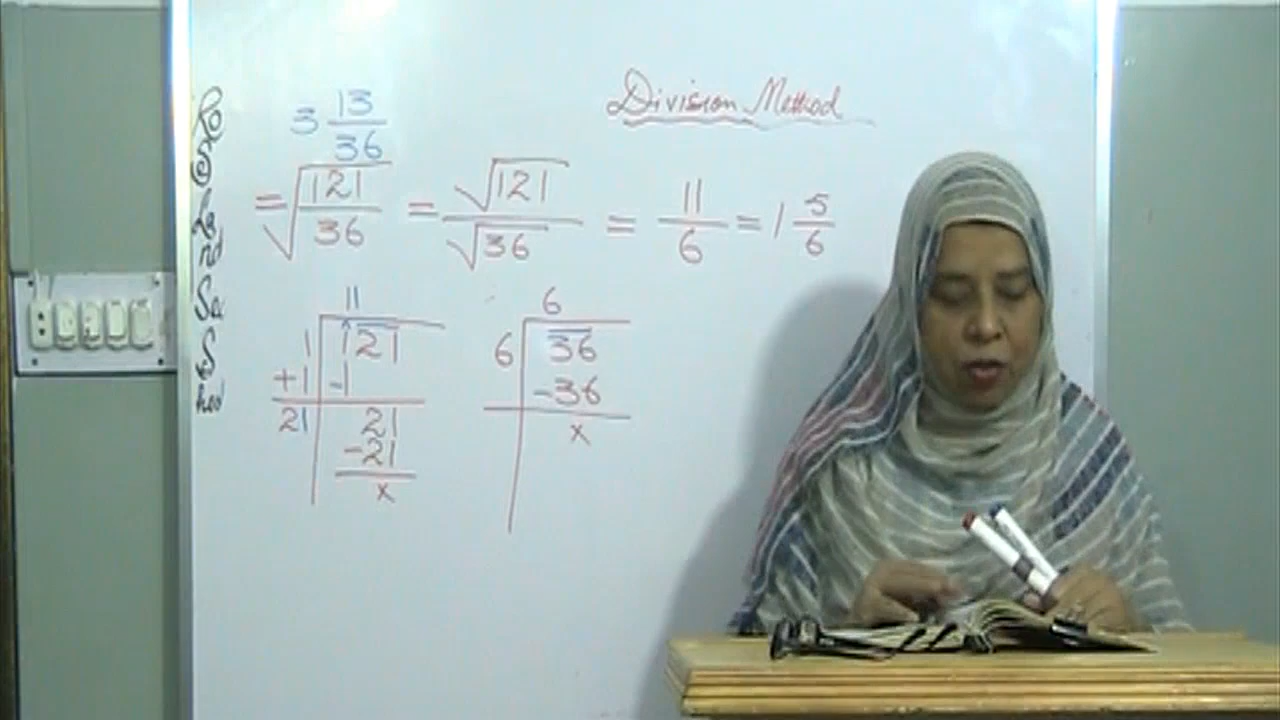 Division Method
3 13/36
= √121/36 = √121/√36 = 11/6 = 1 5/6
11
1 121
+1 -1
21 21
-21
x
6
6 36
-36
x